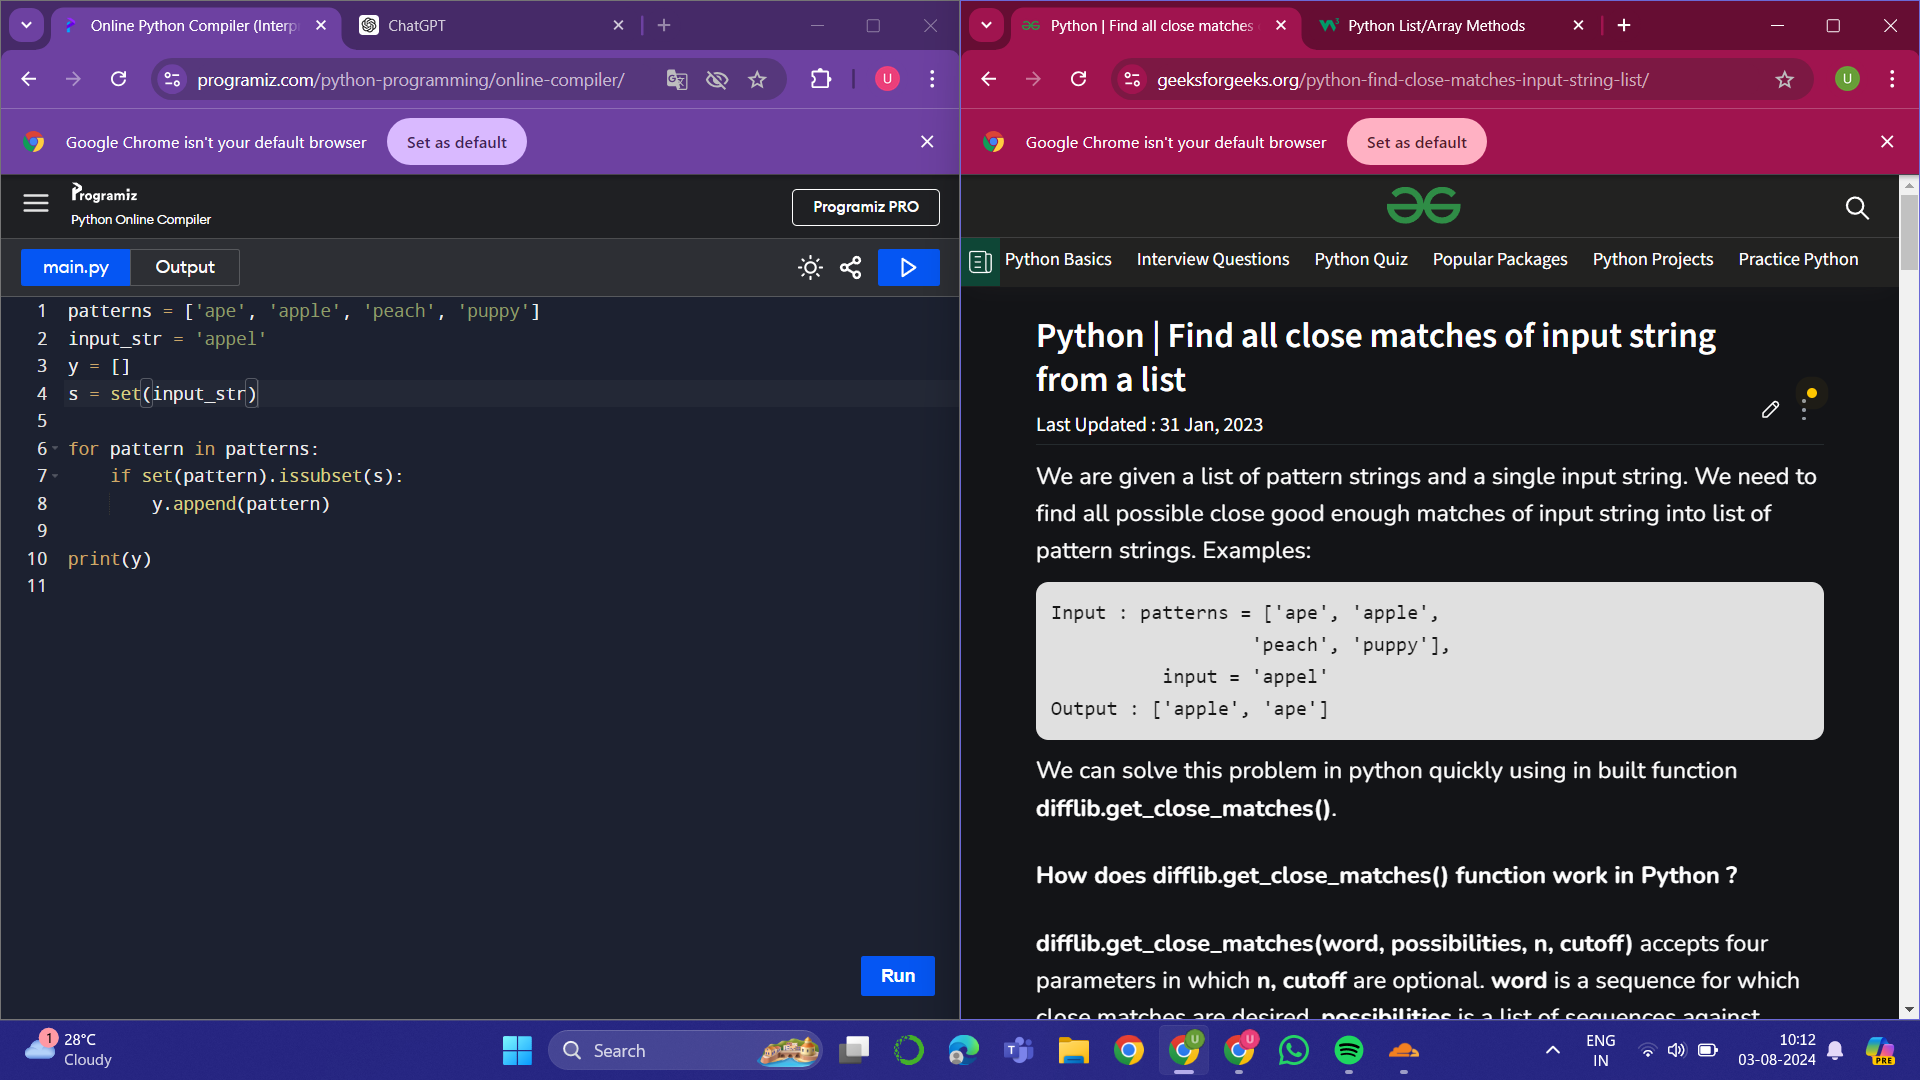 Online Python Compiler (Interp
ChatGPT
programiz.com/python-programming/online-compiler/
U
Google Chrome isn't your default browser
Set as default
Programiz
Python Online Compiler
Programiz PRO
main.py
Output
1 patterns = ['ape', 'apple', 'peach', 'puppy']
2 input_str = 'appel'
3 y = []
4 s = set(input_str)
5
6 for pattern in patterns:
7     if set(pattern).issubset(s):
8         y.append(pattern)
9
10 print(y)
11
Run
Python | Find all close matches
Python List/Array Methods
geeksforgeeks.org/python-find-close-matches-input-string-list/
U
Google Chrome isn't your default browser
Set as default
Python Basics
Interview Questions
Python Quiz
Popular Packages
Python Projects
Practice Python
Python | Find all close matches of input string
from a list
Last Updated : 31 Jan, 2023
We are given a list of pattern strings and a single input string. We need to
find all possible close good enough matches of input string into list of
pattern strings. Examples:
Input : patterns = ['ape', 'apple',
                  'peach', 'puppy'],
          input = 'appel'
Output : ['apple', 'ape']
We can solve this problem in python quickly using in built function
difflib.get_close_matches().
How does difflib.get_close_matches() function work in Python ?
difflib.get_close_matches(word, possibilities, n, cutoff) accepts four
parameters in which n, cutoff are optional. word is a sequence for which
close matches are desired, possibilities is a list of sequences against
1
28°C
Cloudy
Search
U
U
ENG
IN
10:12
03-08-2024
PRE